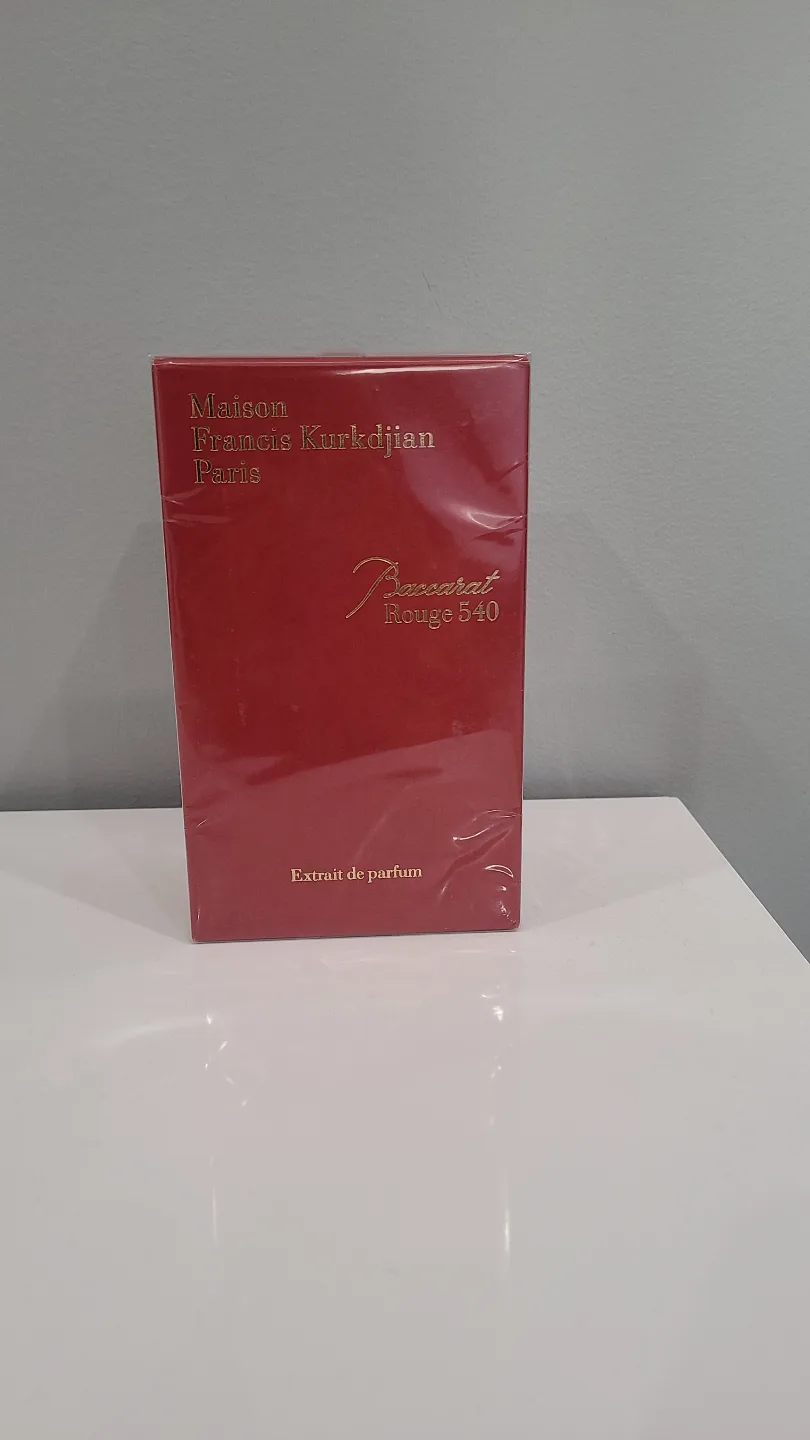 Maison
Francis Kurkdjian
Paris
Baccarat
Rouge 540
Extrait de parfum